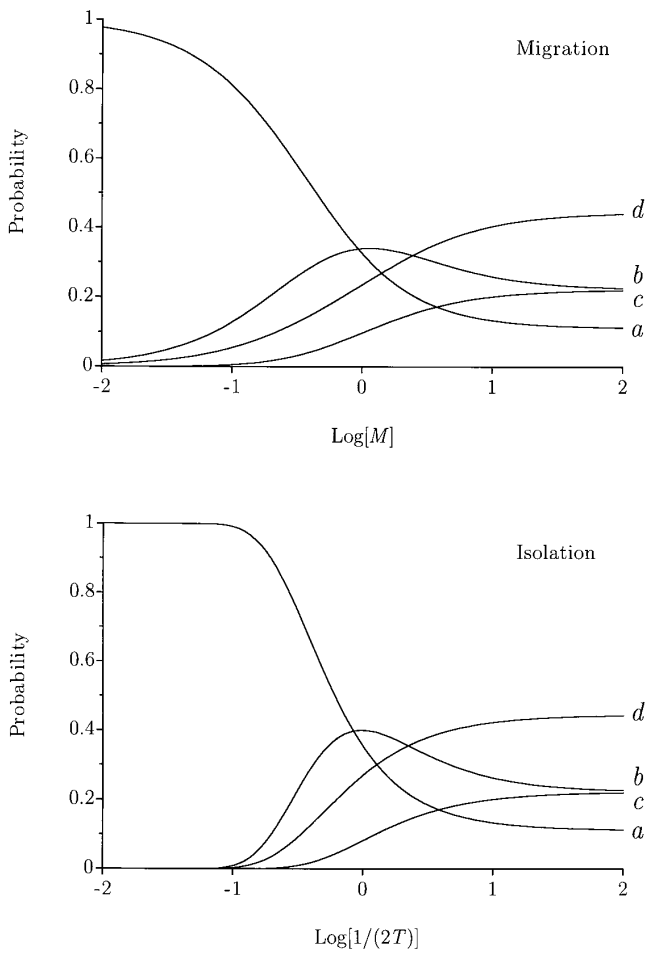 Migration
Probability
1
0.8
0.6
0.4
0.2
0
d
b
c
a
-2 -1 0 1 2
Log[M]
Isolation
Probability
1
0.8
0.6
0.4
0.2
0
d
b
c
a
-2 -1 0 1 2
Log[1/(2T)]